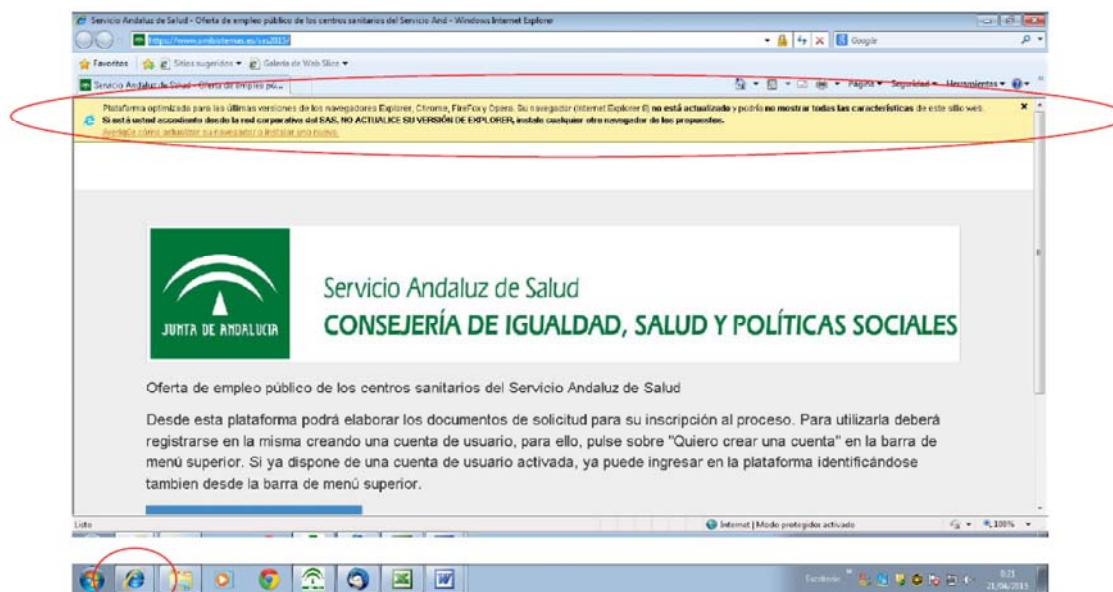 Servicio Andaluz de Salud - Oferta de empleo público de los centros sanitarios del Servicio And - Windows Internet Explorer
Google
Favoritos Sitios sugeridos Galería de Web Slice
Servicio Andaluz de Salud - Oferta de empleo pú...
Página Seguridad Herramientas
Plataforma optimizada para las últimas versiones de los navegadores Explorer, Chrome, FireFox y Opera. Su navegador (Internet Explorer 8) no está actualizado y podría no mostrar todas las características de este sitio web.
Si está usted accediendo desde la red corporativa del SAS, NO ACTUALICE SU VERSIÓN DE EXPLORER, instale cualquier otro navegador de los propuestos.
Averigüe cómo actualizar su navegador o instalar uno nuevo.
JUNTA DE ANDALUCIA
Servicio Andaluz de Salud
CONSEJERÍA DE IGUALDAD, SALUD Y POLÍTICAS SOCIALES
Oferta de empleo público de los centros sanitarios del Servicio Andaluz de Salud
Desde esta plataforma podrá elaborar los documentos de solicitud para su inscripción al proceso. Para utilizarla deberá
registrarse en la misma creando una cuenta de usuario, para ello, pulse sobre "Quiero crear una cuenta" en la barra de
menú superior. Si ya dispone de una cuenta de usuario activada, ya puede ingresar en la plataforma identificándose
tambien desde la barra de menú superior.
Listo
Internet | Modo protegido: activado
100%
Escritorio
0:21
21/04/2015